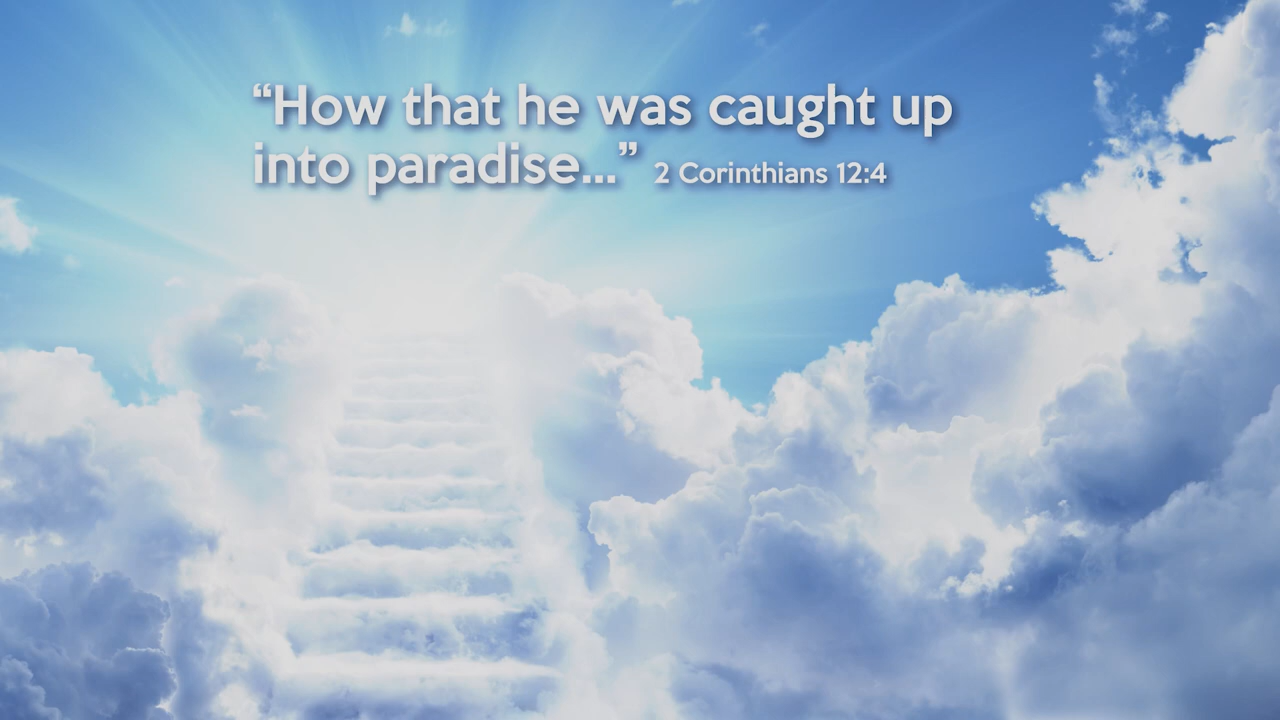 “How that he was caught up
into paradise...” 2 Corinthians 12:4